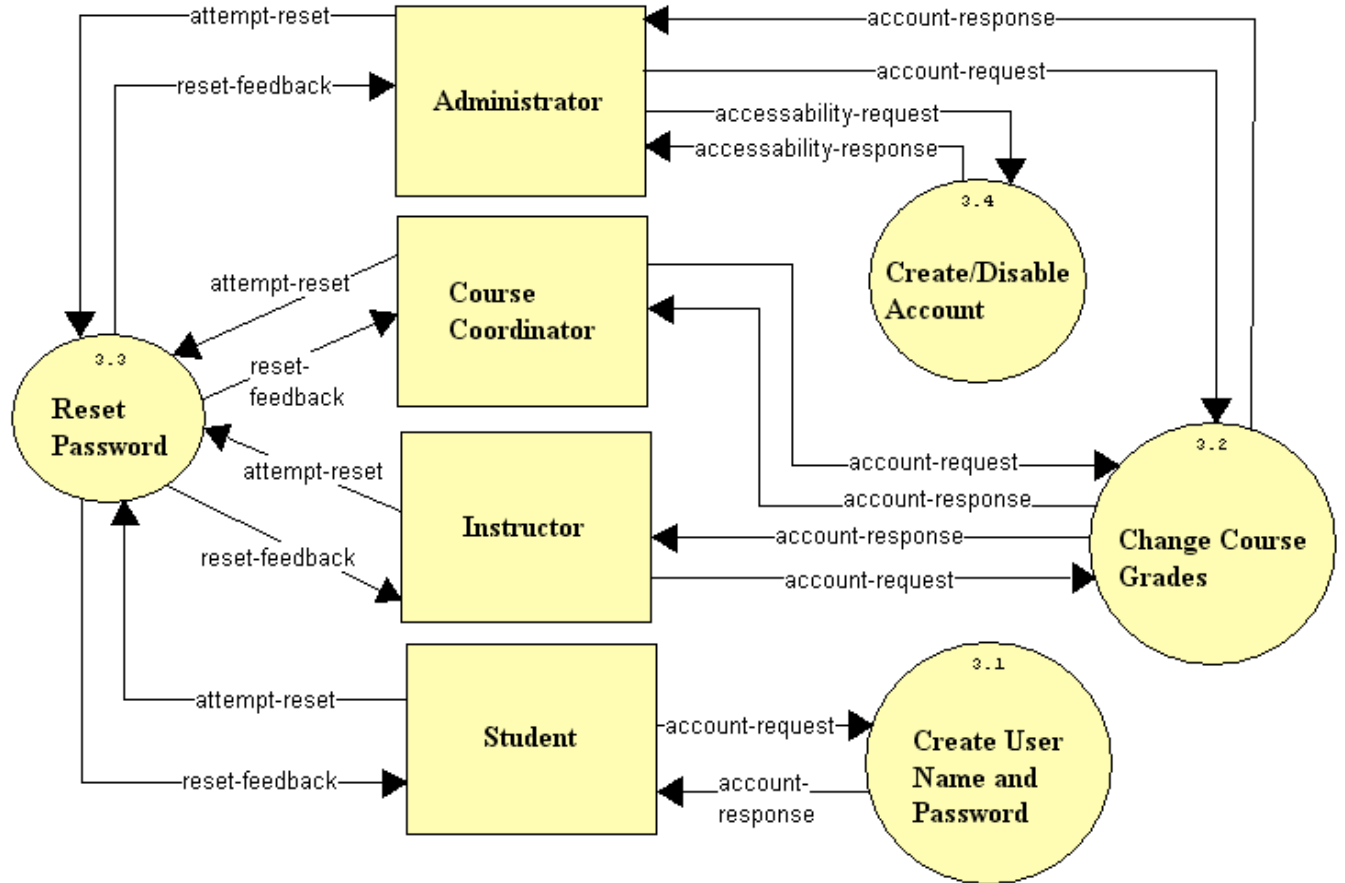 attempt-reset
account-response
reset-feedback
Administrator
account-request
accessability-request
accessability-response
3.4
Create/Disable
Account
attempt-reset
Course
Coordinator
reset-
feedback
3.3
Reset
Password
attempt-reset
Instructor
reset-feedback
account-request
account-response
account-response
account-request
3.2
Change Course
Grades
attempt-reset
Student
reset-feedback
account-request
account-
response
3.1
Create User
Name and
Password